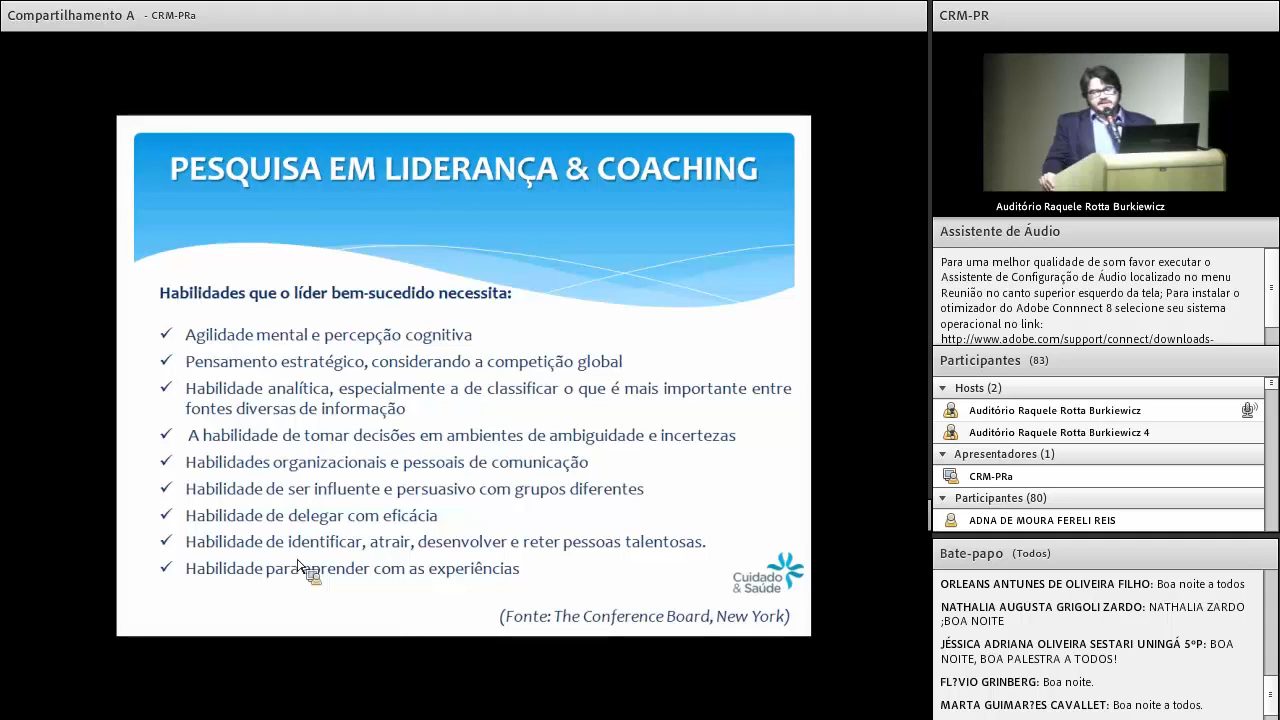 Compartilhamento A - CRM-PRa
PESQUISA EM LIDERANÇA & COACHING
Habilidades que o líder bem-sucedido necessita:
✓ Agilidade mental e percepção cognitiva
✓ Pensamento estratégico, considerando a competição global
✓ Habilidade analítica, especialmente a de classificar o que é mais importante entre
fontes diversas de informação
✓ A habilidade de tomar decisões em ambientes de ambiguidade e incertezas
✓ Habilidades organizacionais e pessoais de comunicação
✓ Habilidade de ser influente e persuasivo com grupos diferentes
✓ Habilidade de delegar com eficácia
✓ Habilidade de identificar, atrair, desenvolver e reter pessoas talentosas.
✓ Habilidade para aprender com as experiências
Cuidado
& Saúde
(Fonte: The Conference Board, New York)
CRM-PR
Auditório Raquele Rotta Burkiewicz
Assistente de Áudio
Para uma melhor qualidade de som favor executar o
Assistente de Configuração de Áudio localizado no menu
Reunião no canto superior esquerdo da tela; Para instalar o
otimizador do Adobe Connnect 8 selecione seu sistema
operacional no link:
http://www.adobe.com/support/connect/downloads-
Participantes (83)
Hosts (2)
Auditório Raquele Rotta Burkiewicz
Auditório Raquele Rotta Burkiewicz 4
Apresentadores (1)
CRM-PRa
Participantes (80)
ADNA DE MOURA FERELI REIS
Bate-papo (Todos)
ORLEANS ANTUNES DE OLIVEIRA FILHO: Boa noite a todos
NATHALIA AUGUSTA GRIGOLI ZARDO: NATHALIA ZARDO
;BOA NOITE
JÉSSICA ADRIANA OLIVEIRA SESTARI UNINGÁ 5ºP: BOA
NOITE, BOA PALESTRA A TODOS!
FL?VIO GRINBERG: Boa noite.
MARTA GUIMAR?ES CAVALLET: Boa noite a todos.